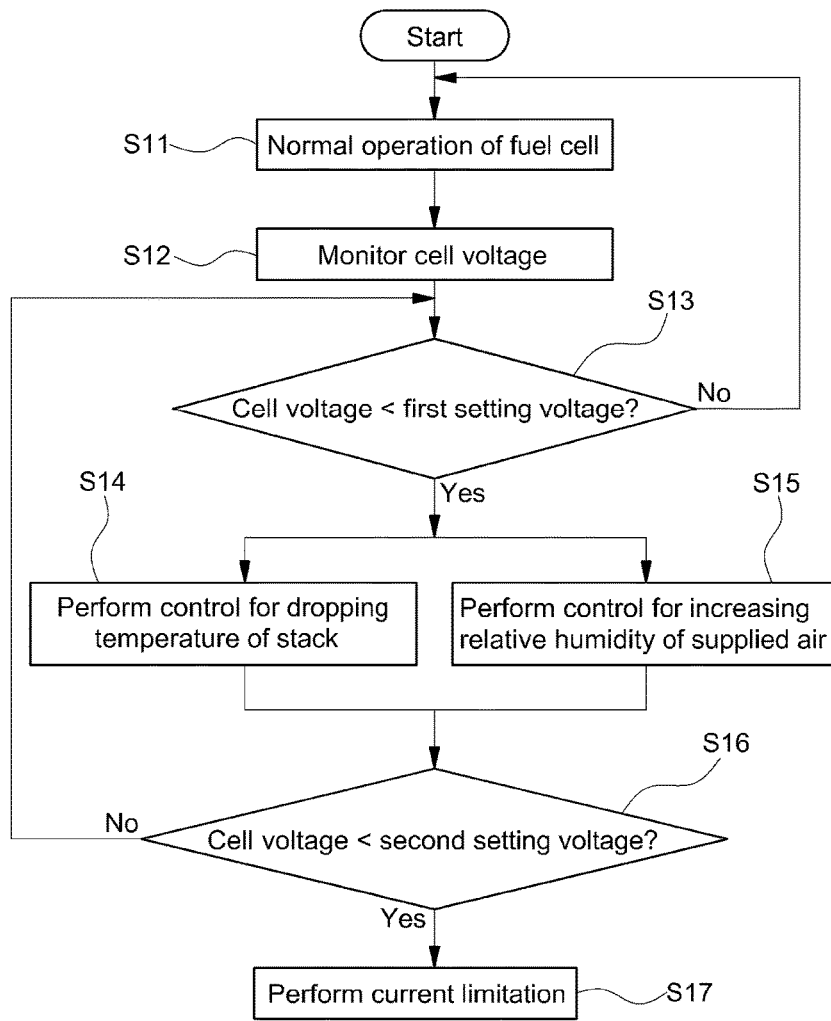 Start
S11
Normal operation of fuel cell
S12
Monitor cell voltage
S13
Cell voltage < first setting voltage?
No
Yes
S14
S15
Perform control for dropping
temperature of stack
Perform control for increasing
relative humidity of supplied air
S16
No
Cell voltage < second setting voltage?
Yes
Perform current limitation
S17